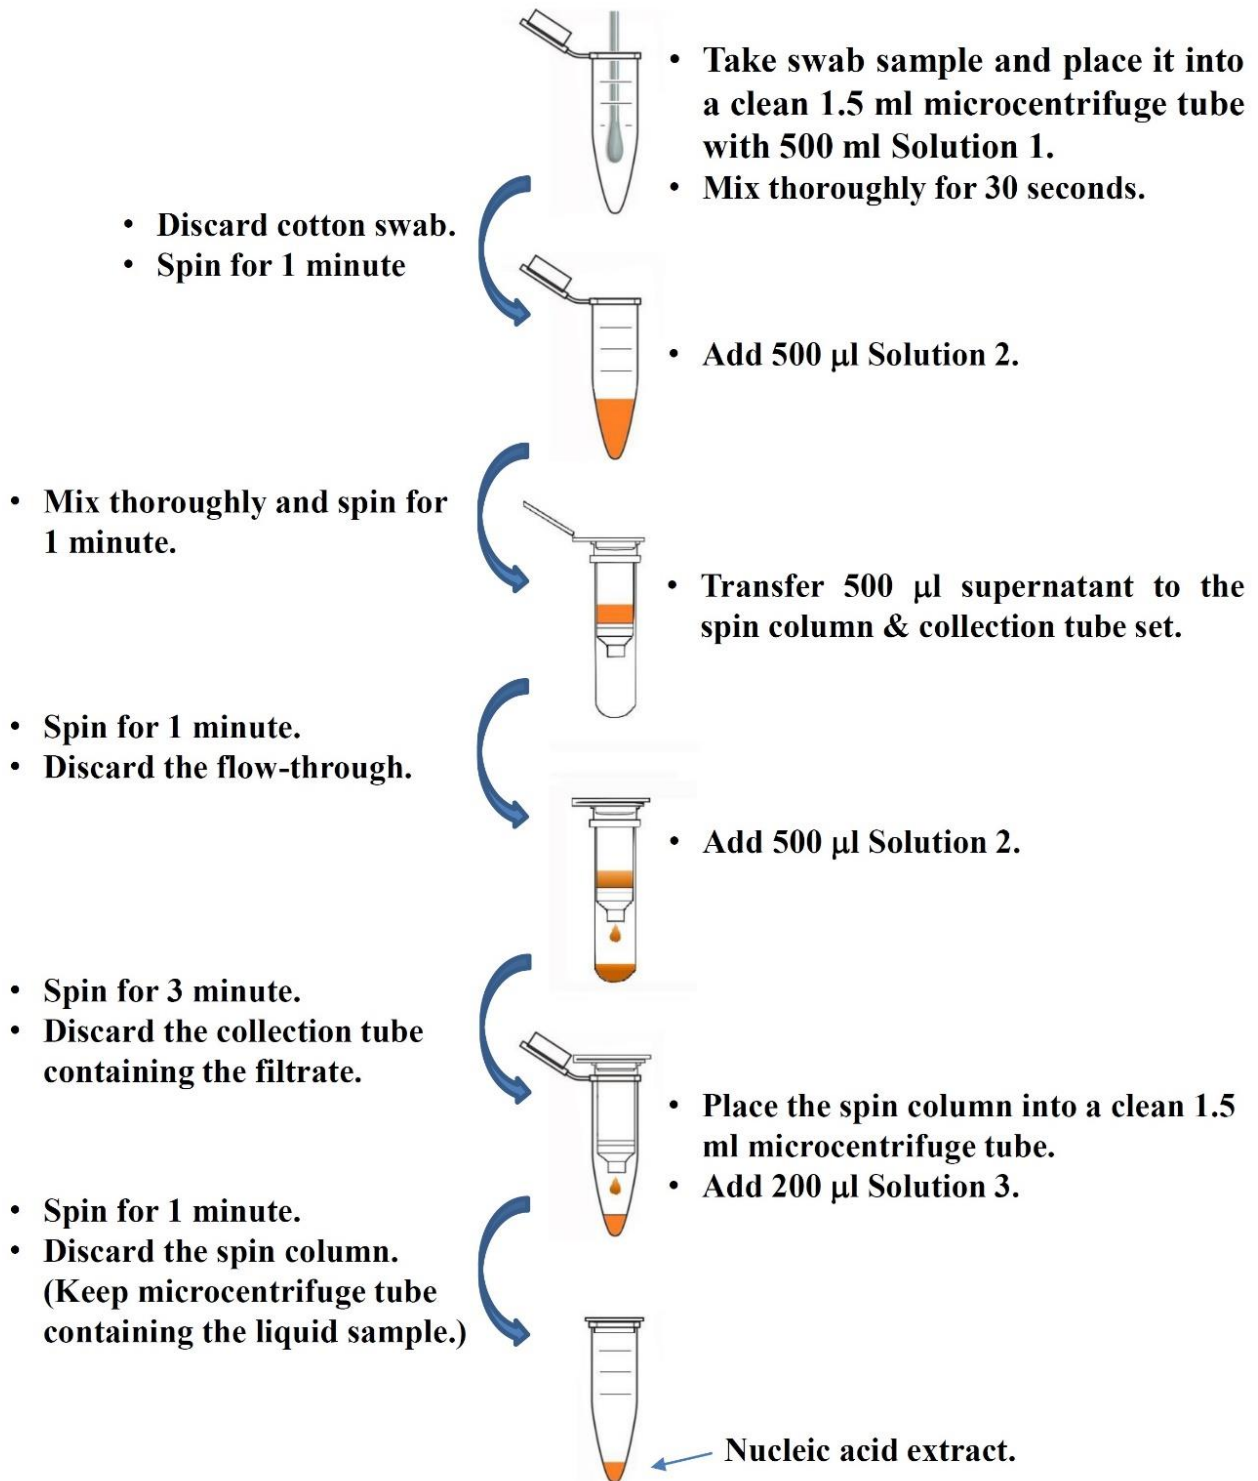 • Take swab sample and place it into
a clean 1.5 ml microcentrifuge tube
with 500 ml Solution 1.
• Mix thoroughly for 30 seconds.
• Discard cotton swab.
• Spin for 1 minute
• Add 500 μl Solution 2.
• Mix thoroughly and spin for
1 minute.
• Transfer 500 μl supernatant to the
spin column & collection tube set.
• Spin for 1 minute.
• Discard the flow-through.
• Add 500 μl Solution 2.
• Spin for 3 minute.
• Discard the collection tube
containing the filtrate.
• Place the spin column into a clean 1.5
ml microcentrifuge tube.
• Add 200 μl Solution 3.
• Spin for 1 minute.
• Discard the spin column.
(Keep microcentrifuge tube
containing the liquid sample.)
Nucleic acid extract.